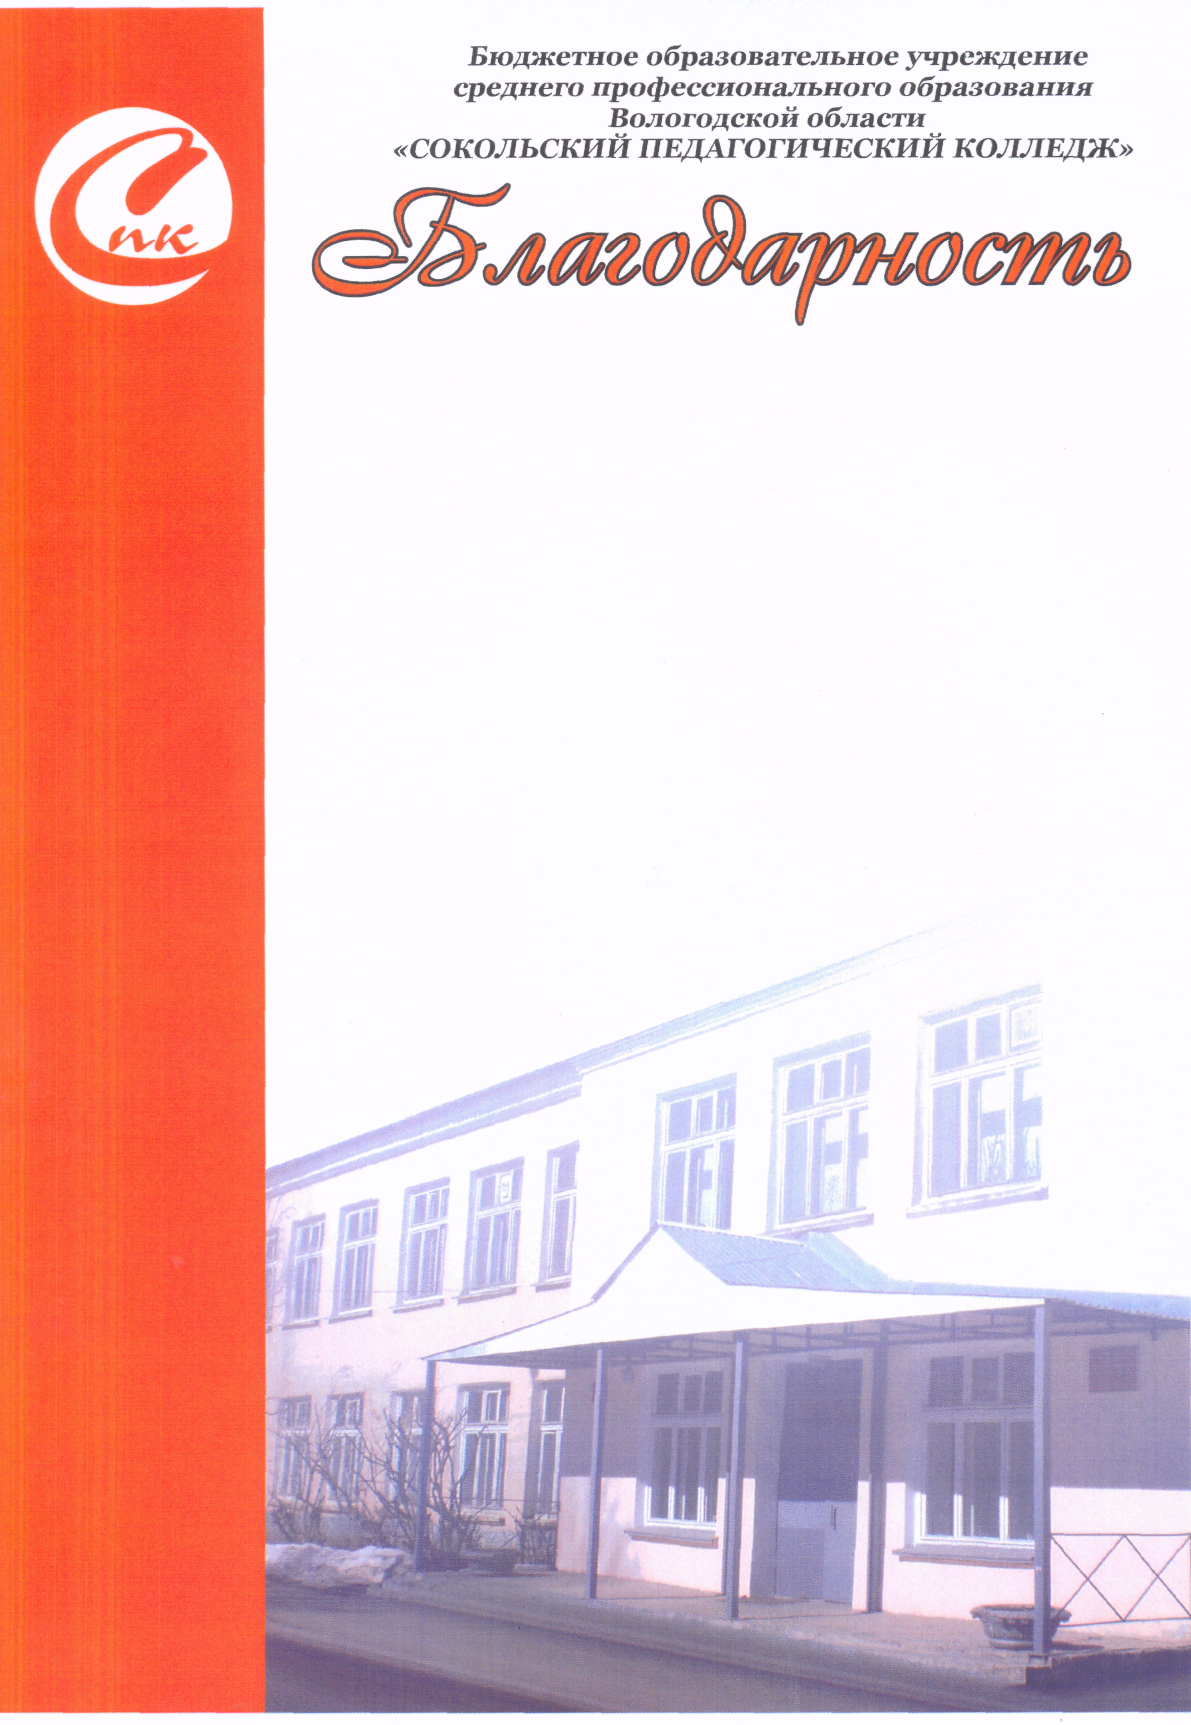 Бюджетное образовательное учреждение
среднего профессионального образования
Вологодской области
«СОКОЛЬСКИЙ ПЕДАГОГИЧЕСКИЙ КОЛЛЕДЖ»
Благодарность
Спк